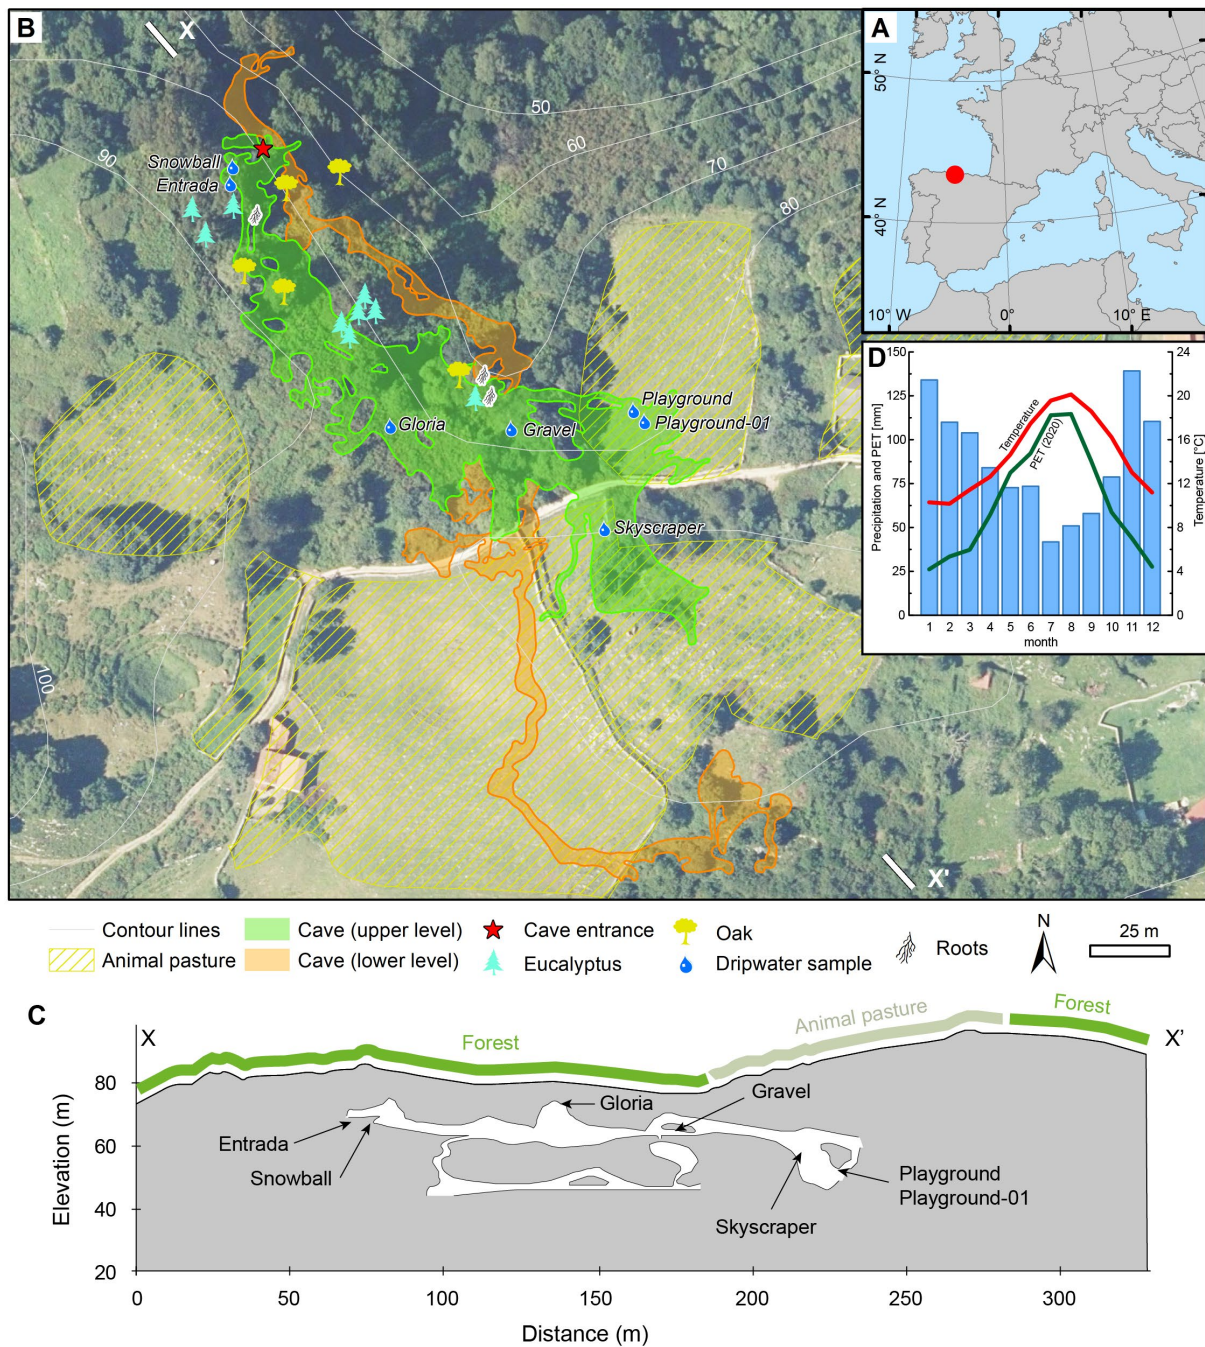 B
X
50
60
70
80
90
100
Snowball
Entrada
Gloria
Gravel
Playground
Playground-01
Skyscraper
X'
A
50° N
40° N
10° W
0°
10° E
D
150
125
100
75
50
25
0
Precipitation and PET [mm]
24
20
16
12
8
4
0
Temperature [°C]
Temperature
PET (2020)
1 2 3 4 5 6 7 8 9 10 11 12
month
Contour lines
Animal pasture
Cave (upper level)
Cave (lower level)
Cave entrance
Eucalyptus
Oak
Dripwater sample
Roots
N
25 m
C
X
X'
Forest
Animal pasture
Forest
80
60
40
20
Elevation (m)
Entrada
Snowball
Gloria
Gravel
Skyscraper
Playground
Playground-01
0 50 100 150 200 250 300
Distance (m)